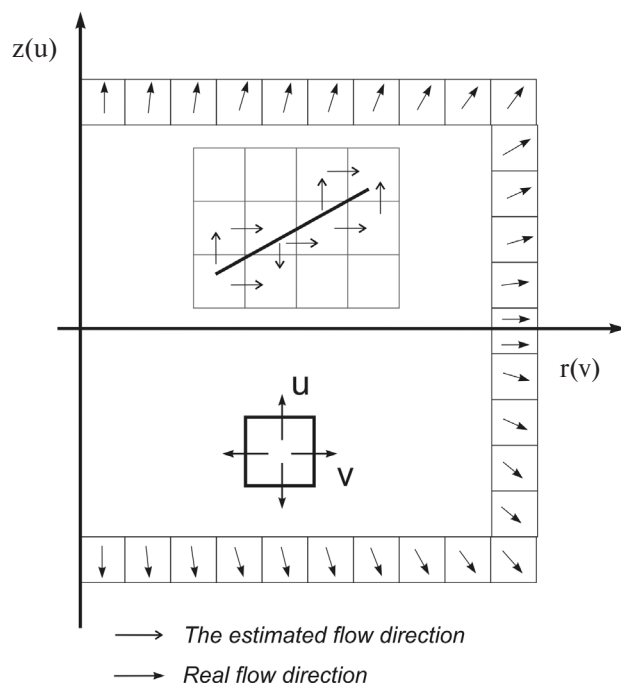 z(u)
r(v)
u
v
The estimated flow direction
Real flow direction